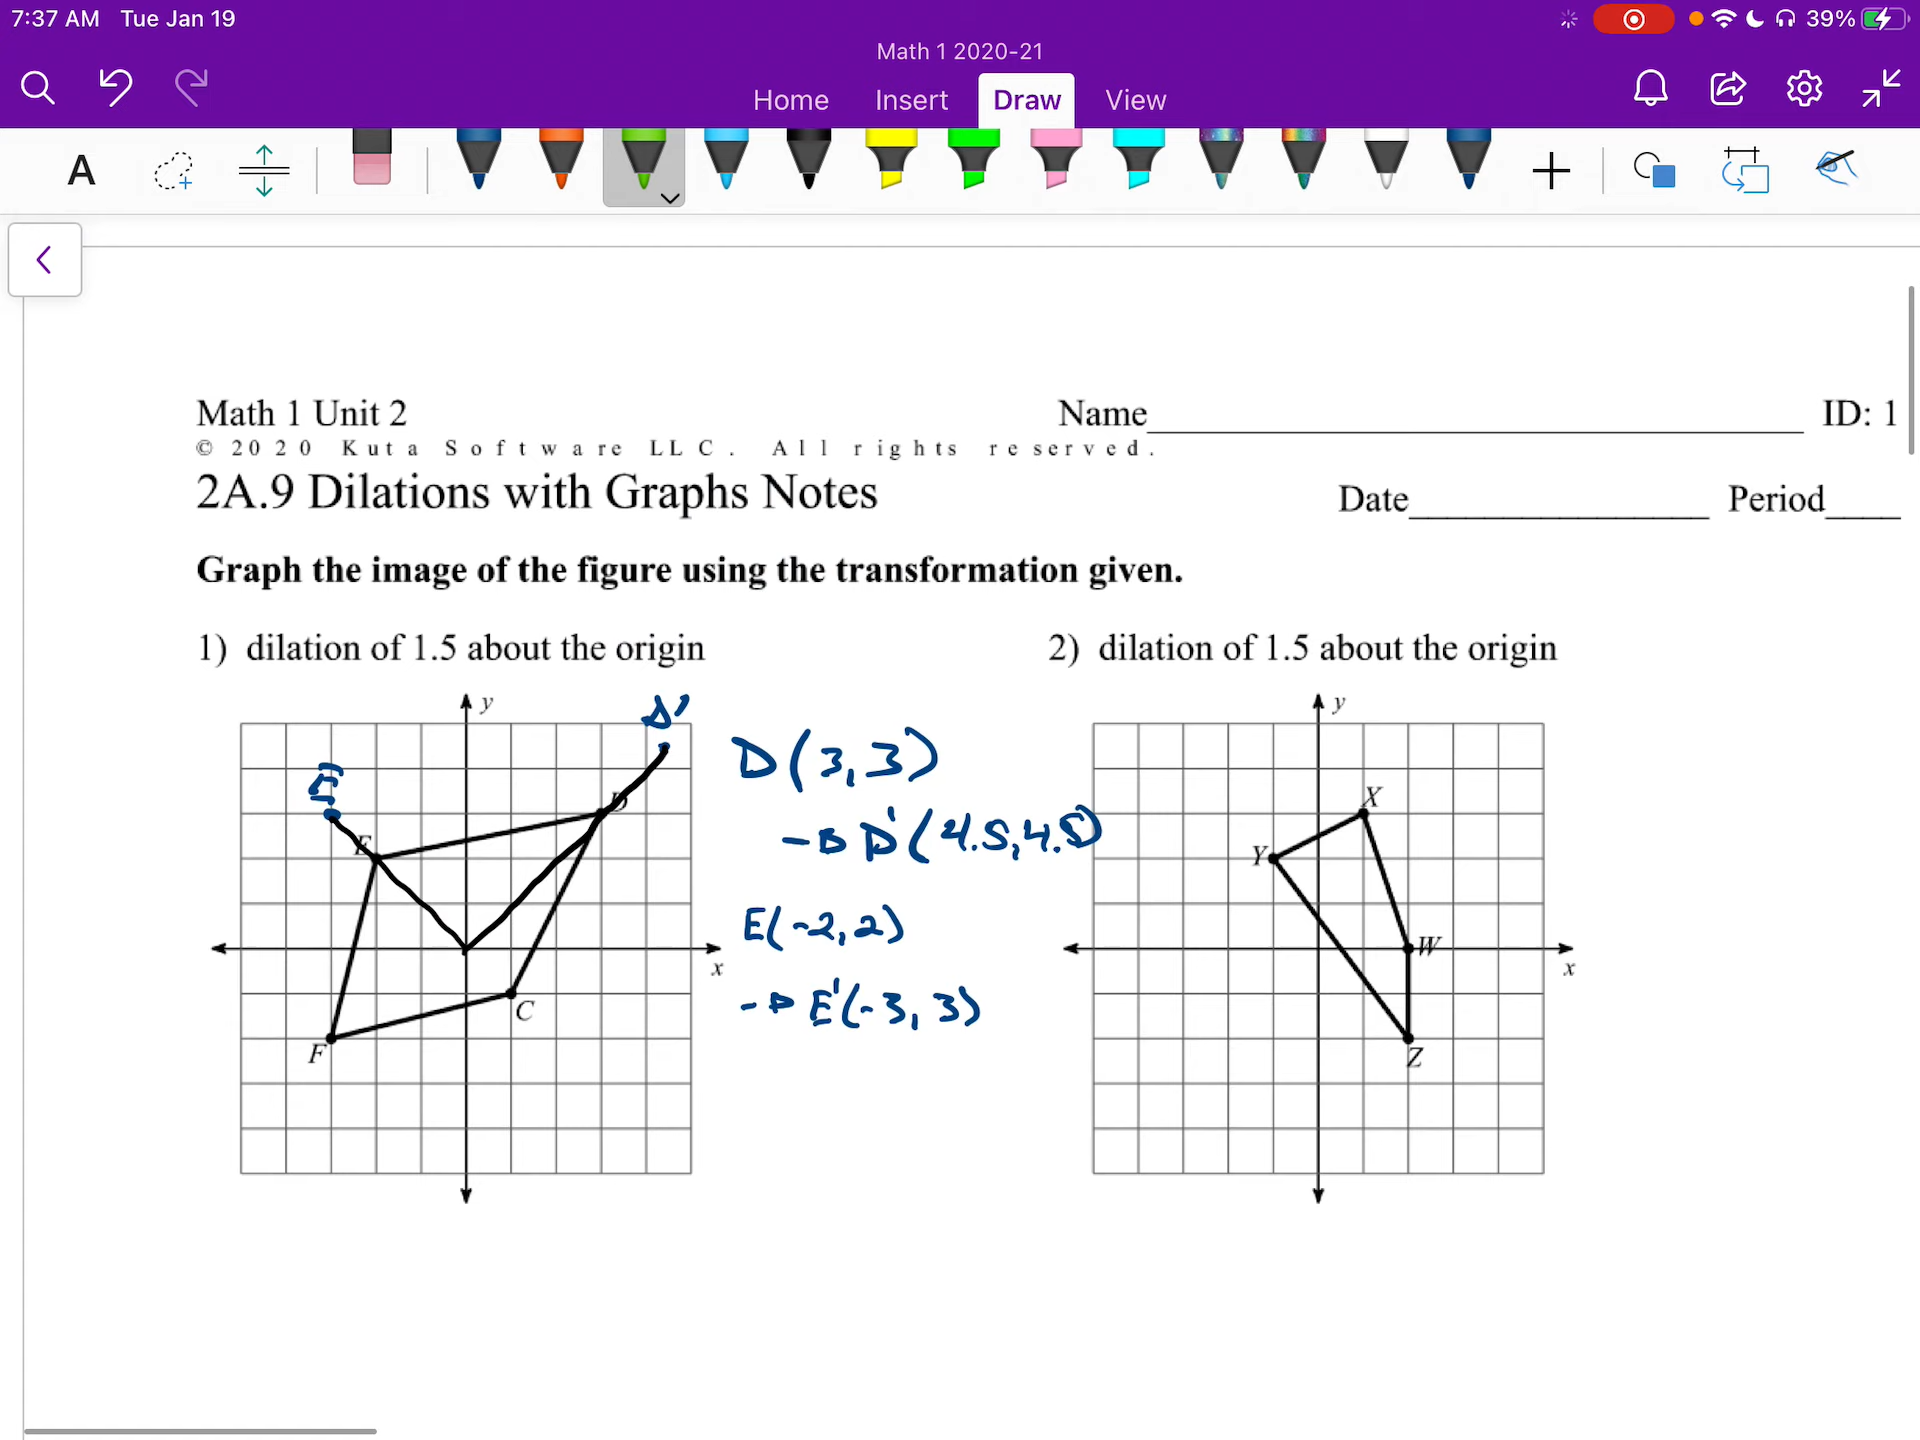 7:37 AM Tue Jan 19
39%
Math 1 2020-21
Home Insert Draw View
A
Math 1 Unit 2
Name ID: 1
© 2020 Kuta Software LLC. All rights reserved.
2A.9 Dilations with Graphs Notes
Date Period
Graph the image of the figure using the transformation given.
1) dilation of 1.5 about the origin
y
x
D'
E'
E
D
C
F
D(3,3)
→ D'(4.5,4.5)
E(-2,2)
→ E'(-3,3)
2) dilation of 1.5 about the origin
y
x
X
Y
W
Z